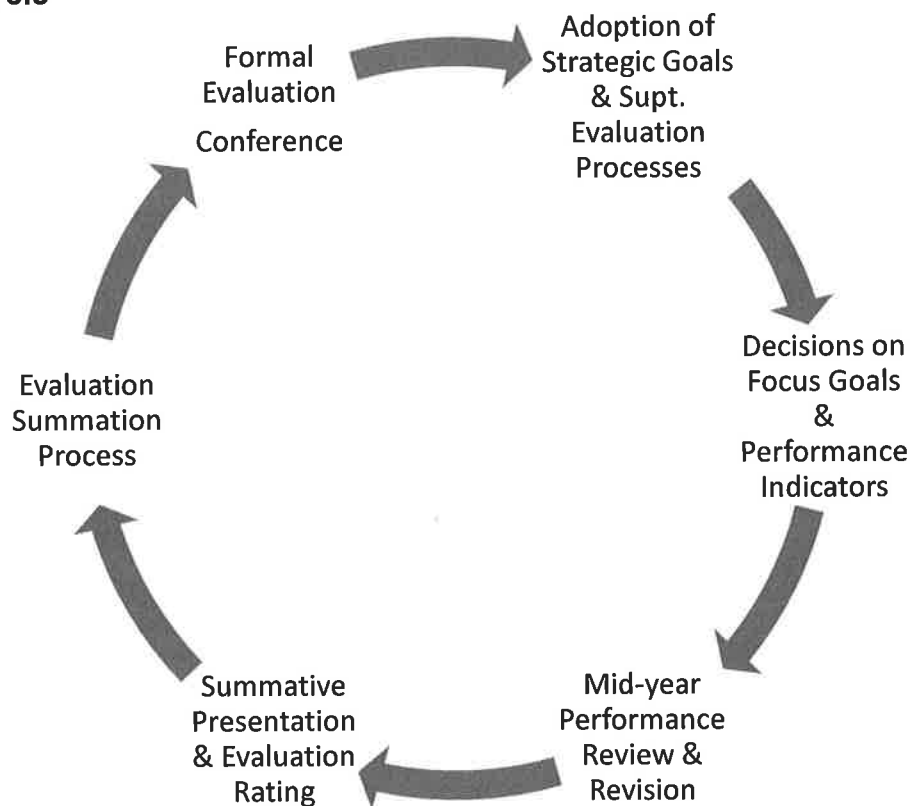 Formal
Evaluation
Conference
Adoption of
Strategic Goals
& Supt.
Evaluation
Processes
Decisions on
Focus Goals
&
Performance
Indicators
Mid-year
Performance
Review &
Revision
Summative
Presentation
& Evaluation
Rating
Evaluation
Summation
Process